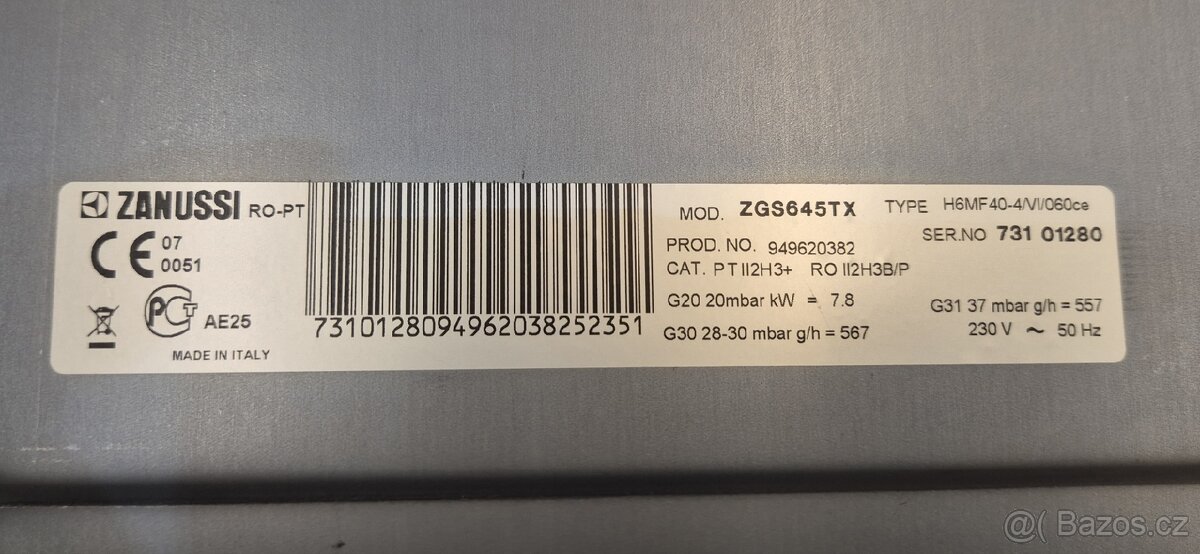 ZANUSSI RO-PT
CE 07
0051
PCT AE25
MADE IN ITALY
7310128094962038252351
MOD. ZGS645TX TYPE H6MF40-4/VI/060ce
PROD. NO. 949620382 SER.NO 731 01280
CAT. PT II2H3+ RO II2H3B/P
G20 20mbar kW = 7.8 G31 37 mbar g/h = 557
G30 28-30 mbar g/h = 567 230 V ~ 50 Hz
@( Bazoš.cz